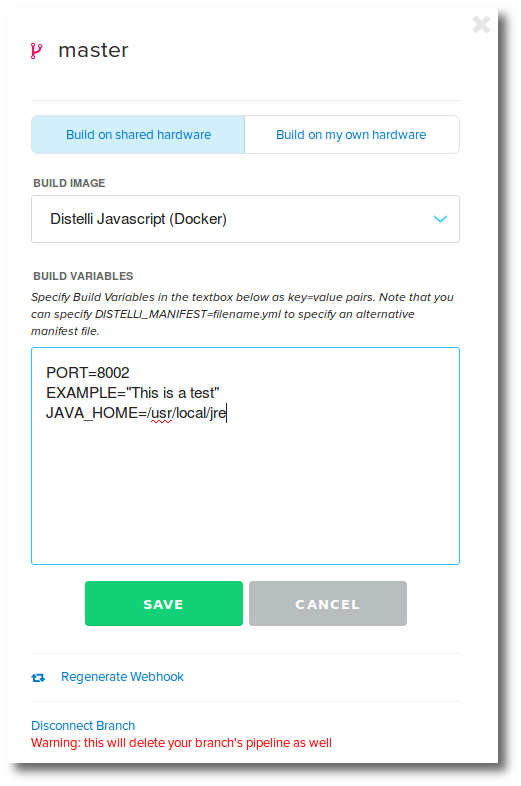 master
Build on shared hardware
Build on my own hardware
BUILD IMAGE
Distelli Javascript (Docker)
BUILD VARIABLES
Specify Build Variables in the textbox below as key=value pairs. Note that you
can specify DISTELLI_MANIFEST=filename.yml to specify an alternative
manifest file.
PORT=8002
EXAMPLE="This is a test"
JAVA_HOME=/usr/local/jre
SAVE
CANCEL
Regenerate Webhook
Disconnect Branch
Warning: this will delete your branch's pipeline as well